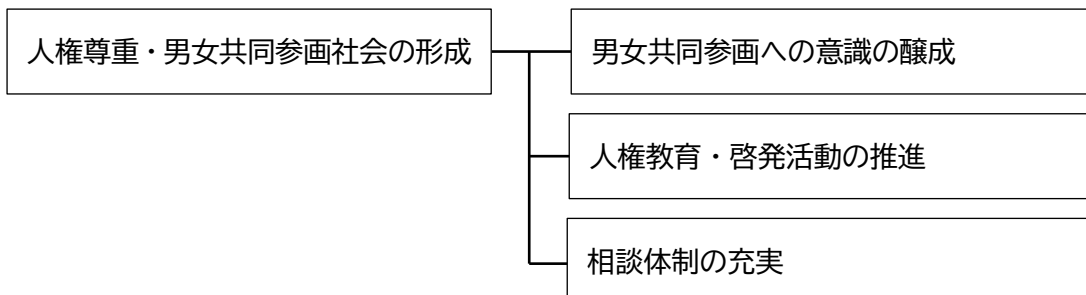 人権尊重・男女共同参画社会の形成
男女共同参画への意識の醸成
人権教育・啓発活動の推進
相談体制の充実